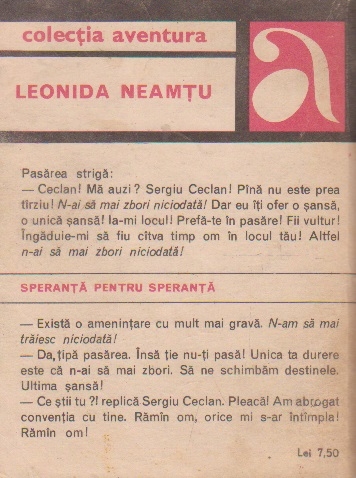 colecția aventura
LEONIDA NEAMȚU
a
Pasărea strigă:
— Ceclan! Mă auzi? Sergiu Ceclan! Pînă nu este prea
tîrziu! N-ai să mai zbori niciodată! Dar eu îți ofer o șansă,
o unică șansă! Ia-mi locul! Prefă-te în pasăre! Fii vultur!
Îngăduie-mi să fiu cîtva timp om în locul tău! Altfel
n-ai să mai zbori niciodată!
SPERANȚĂ PENTRU SPERANȚĂ
— Există o amenințare cu mult mai gravă. N-am să mai
trăiesc niciodată!
— Da, țipă pasărea. Însă ție nu-ți pasă! Unica ta durere
este că n-ai să mai zbori. Să ne schimbăm destinele.
Ultima șansă!
— Ce știi tu ?! replică Sergiu Ceclan. Pleacă! Am abrogat
convenția cu tine. Rămîn om, orice mi s-ar întîmpla!
Rămîn om!
Lei 7,50